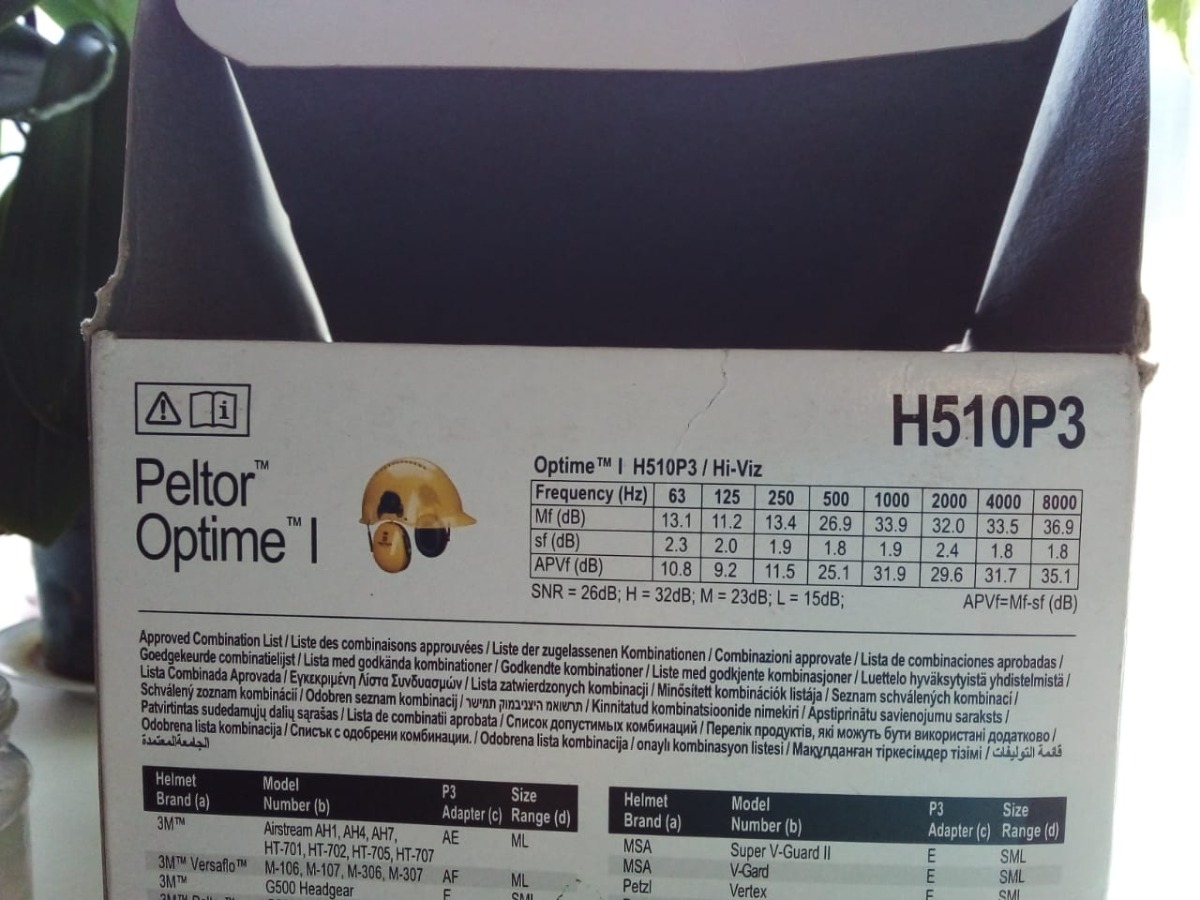 H510P3
Peltor™
Optime™ I
Optime™ I H510P3 / Hi-Viz
Frequency (Hz) 63 125 250 500 1000 2000 4000 8000
Mf (dB) 13.1 11.2 13.4 26.9 33.9 32.0 33.5 36.9
sf (dB) 2.3 2.0 1.9 1.8 1.9 2.4 1.8 1.8
APVf (dB) 10.8 9.2 11.5 25.1 31.9 29.6 31.7 35.1
SNR = 26dB; H = 32dB; M = 23dB; L = 15dB; APVf=Mf-sf (dB)
Approved Combination List / Liste des combinaisons approuvées / Liste der zugelassenen Kombinationen / Combinazioni approvate / Lista de combinaciones aprobadas /
Goedgekeurde combinatielijst / Lista med godkända kombinationer / Godkendte kombinationer / Liste med godkjente kombinasjoner / Luettelo hyväksytyistä yhdistelmistä /
Lista Combinada Aprovada / Εγκεκριμένη Λίστα Συνδυασμών / Lista zatwierdzonych kombinacji / Minősített kombinációk listája / Seznam schválených kombinací /
Schválený zoznam kombinácií / Odobren seznam kombinacij / תרשואמ היצניבמוק תמישר / Kinnitatud kombinatsioonide nimekiri / Apstiprinātu savienojumu saraksts /
Patvirtintas sudedamųjų dalių sąrašas / Lista de combinatii aprobata / Список допустимых комбинаций / Перелік продуктів, які можуть бути використані додатково /
Odobrena lista kombinacija / Списък с одобрени комбинации. / Odobrena lista kombinacija / onaylı kombinasyon listesi / Мақулданған тіркесімдер тізімі / قائمة التوليفات
الجامعةالمعتمدة
Helmet Brand (a) Model Number (b) P3 Adapter (c) Size Range (d)
3M™ Airstream AH1, AH4, AH7, AE ML
HT-701, HT-702, HT-705, HT-707
3M™ Versaflo™ M-106, M-107, M-306, M-307 AF ML
3M™ G500 Headgear E SML
Helmet Brand (a) Model Number (b) P3 Adapter (c) Size Range (d)
MSA Super V-Guard II E SML
MSA V-Gard E SML
Petzl Vertex E SML